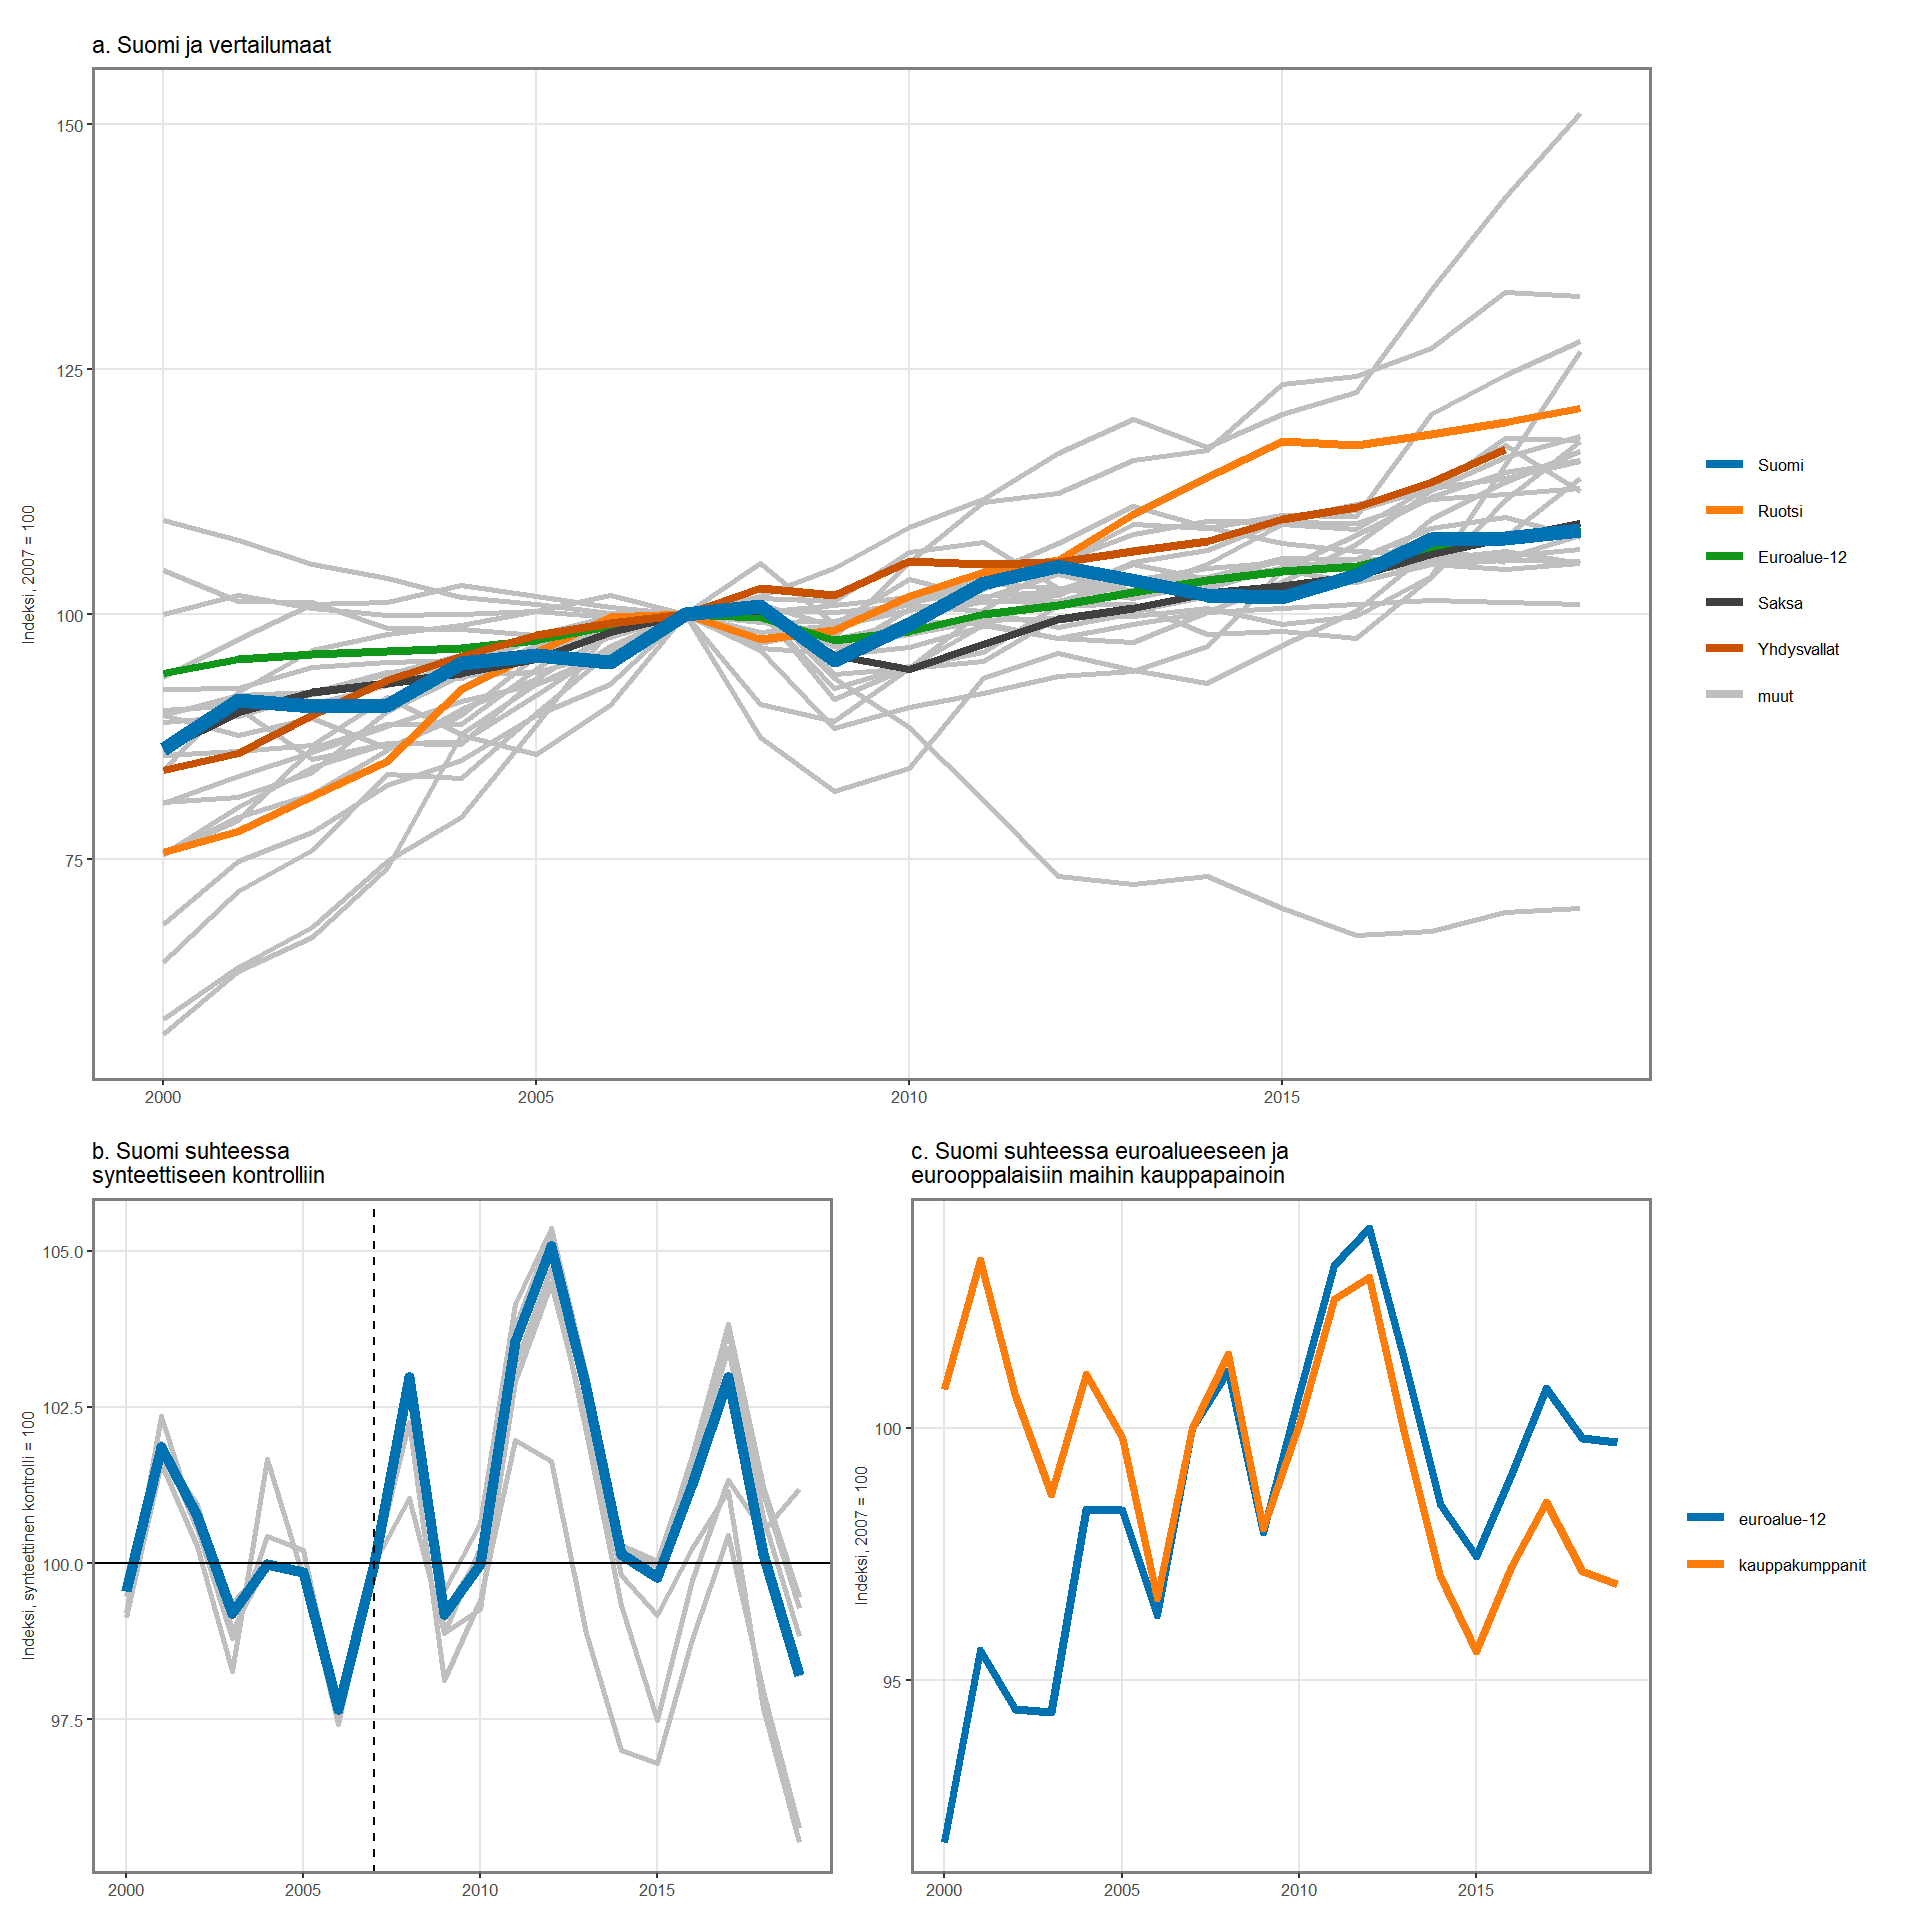 a. Suomi ja vertailumaat
Indeksi, 2007 = 100
150
125
100
75
2000
2005
2010
2015
Suomi
Ruotsi
Euroalue-12
Saksa
Yhdysvallat
muut
b. Suomi suhteessa
synteettiseen kontrolliin
Indeksi, synteettinen kontrolli = 100
105.0
102.5
100.0
97.5
2000
2005
2010
2015
c. Suomi suhteessa euroalueeseen ja
eurooppalaisiin maihin kauppapainoin
Indeksi, 2007 = 100
100
95
2000
2005
2010
2015
euroalue-12
kauppakumppanit